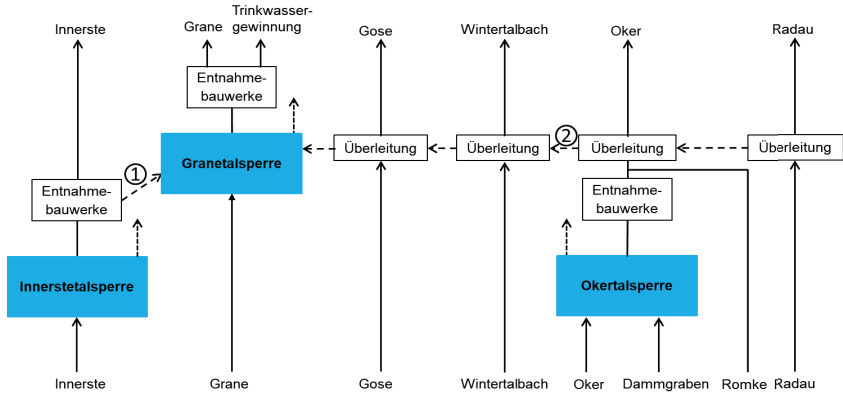 Innerste
Grane
Trinkwasser-
gewinnung
Gose
Wintertalbach
Oker
Radau
Entnahme-
bauwerke
Granetalsperre
Überleitung
Überleitung
2
Überleitung
Überleitung
1
Entnahme-
bauwerke
Entnahme-
bauwerke
Innerstetalsperre
Okertalsperre
Innerste
Grane
Gose
Wintertalbach
Oker
Dammgraben
Romke
Radau